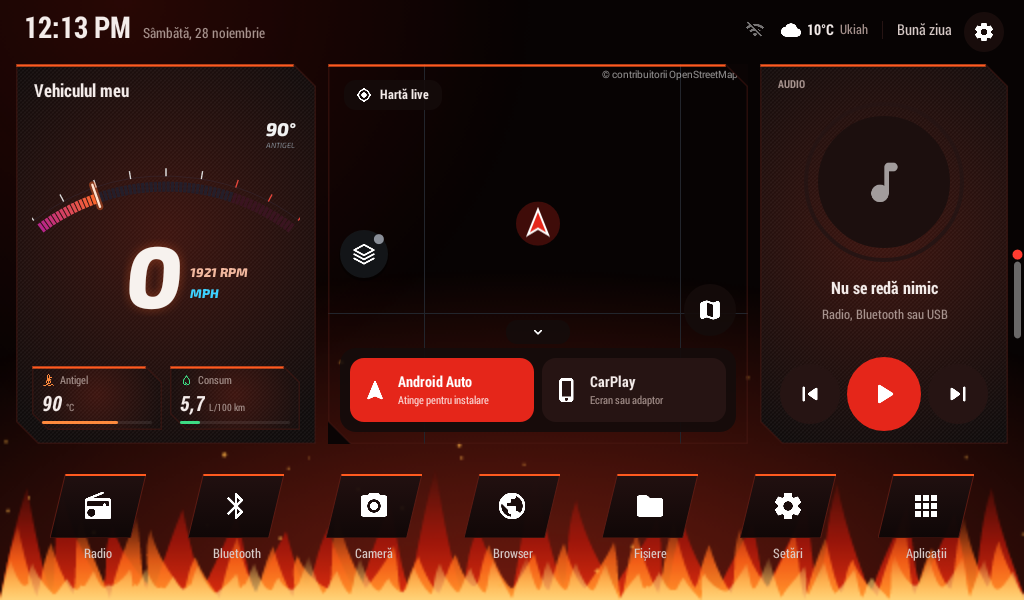 12:13 PM
Sâmbătă, 28 noiembrie
10°C Ukiah
Bună ziua
Vehiculul meu
90°
ANTIGEL
0
1921 RPM
MPH
Antigel
90 °C
Consum
5,7 L/100 km
© contribuitorii OpenStreetMap
Hartă live
Android Auto
Atinge pentru instalare
CarPlay
Ecran sau adaptor
AUDIO
Nu se redă nimic
Radio, Bluetooth sau USB
Radio
Bluetooth
Cameră
Browser
Fișiere
Setări
Aplicații